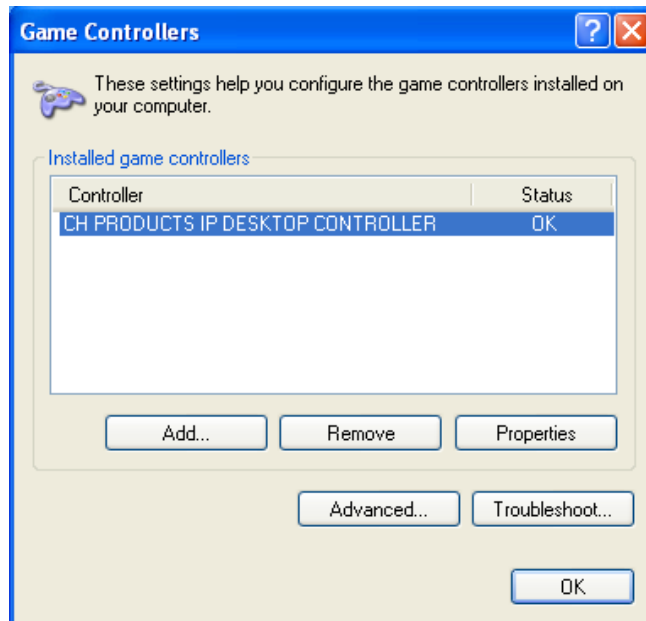 Game Controllers
These settings help you configure the game controllers installed on
your computer.
Installed game controllers
Controller Status
CH PRODUCTS IP DESKTOP CONTROLLER OK
Add... Remove Properties
Advanced... Troubleshoot...
OK